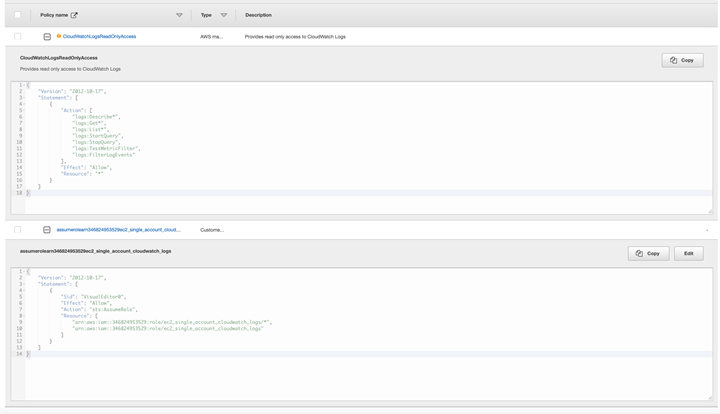 Policy name Type Description
CloudWatchLogsReadOnlyAccess AWS ma... Provides read only access to CloudWatch Logs
CloudWatchLogsReadOnlyAccess
Provides read only access to CloudWatch Logs
Copy
1 {
2 "Version": "2012-10-17",
3 "Statement": [
4 {
5 "Action": [
6 "logs:Describe*",
7 "logs:Get*",
8 "logs:List*",
9 "logs:StartQuery",
10 "logs:StopQuery",
11 "logs:TestMetricFilter",
12 "logs:FilterLogEvents"
13 ],
14 "Effect": "Allow",
15 "Resource": "*"
16 }
17 ]
18 }
assumerolearn346824953529ec2_single_account_cloud... Custome... -
assumerolearn346824953529ec2_single_account_cloudwatch_logs
Copy Edit
1 {
2 "Version": "2012-10-17",
3 "Statement": [
4 {
5 "Sid": "VisualEditor0",
6 "Effect": "Allow",
7 "Action": "sts:AssumeRole",
8 "Resource": [
9 "arn:aws:iam::346824953529:role/ec2_single_account_cloudwatch_logs/*",
10 "arn:aws:iam::346824953529:role/ec2_single_account_cloudwatch_logs"
11 ]
12 }
13 ]
14 }